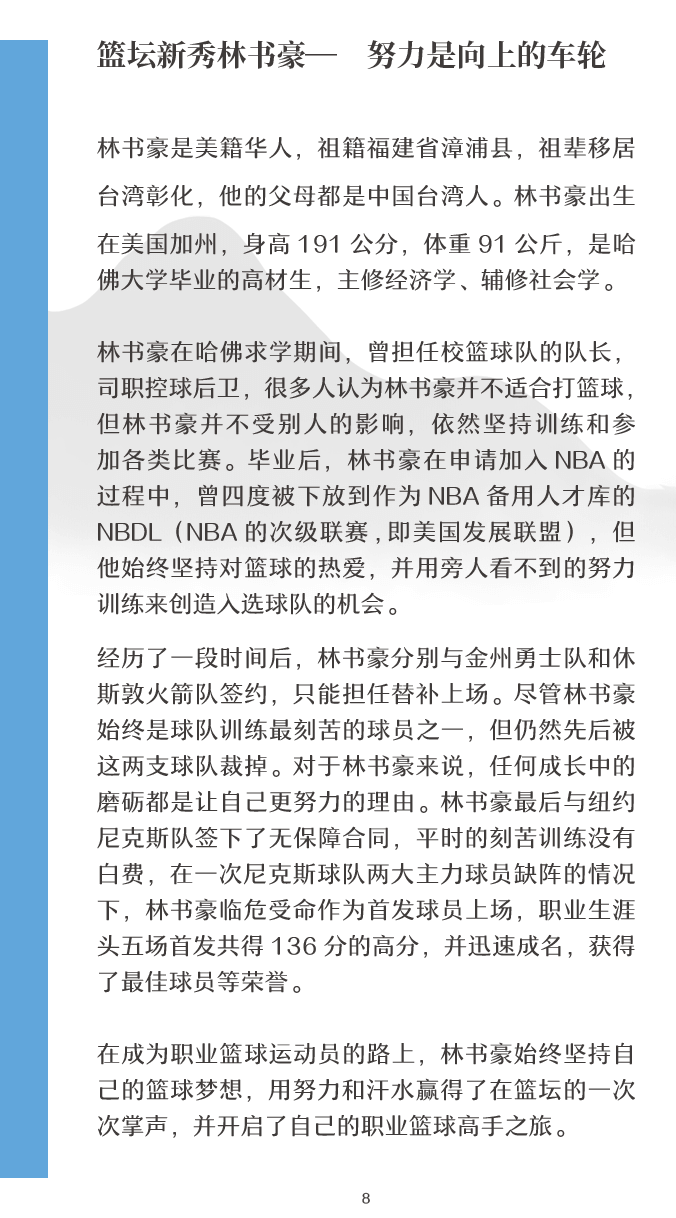 篮坛新秀林书豪— 努力是向上的车轮
林书豪是美籍华人，祖籍福建省漳浦县，祖辈移居
台湾彰化，他的父母都是中国台湾人。林书豪出生
在美国加州，身高 191 公分，体重 91 公斤，是哈
佛大学毕业的高材生，主修经济学、辅修社会学。
林书豪在哈佛求学期间，曾担任校篮球队的队长，
司职控球后卫，很多人认为林书豪并不适合打篮球，
但林书豪并不受别人的影响，依然坚持训练和参
加各类比赛。毕业后，林书豪在申请加入 NBA 的
过程中，曾四度被下放到作为 NBA 备用人才库的
NBDL（NBA 的次级联赛 , 即美国发展联盟），但
他始终坚持对篮球的热爱，并用旁人看不到的努力
训练来创造入选球队的机会。
经历了一段时间后，林书豪分别与金州勇士队和休
斯敦火箭队签约，只能担任替补上场。尽管林书豪
始终是球队训练最刻苦的球员之一，但仍然先后被
这两支球队裁掉。对于林书豪来说，任何成长中的
磨砺都是让自己更努力的理由。林书豪最后与纽约
尼克斯队签下了无保障合同，平时的刻苦训练没有
白费，在一次尼克斯球队两大主力球员缺阵的情况
下，林书豪临危受命作为首发球员上场，职业生涯
头五场首发共得 136 分的高分，并迅速成名，获得
了最佳球员等荣誉。
在成为职业篮球运动员的路上，林书豪始终坚持自
己的篮球梦想，用努力和汗水赢得了在篮坛的一次
次掌声，并开启了自己的职业篮球高手之旅。
8